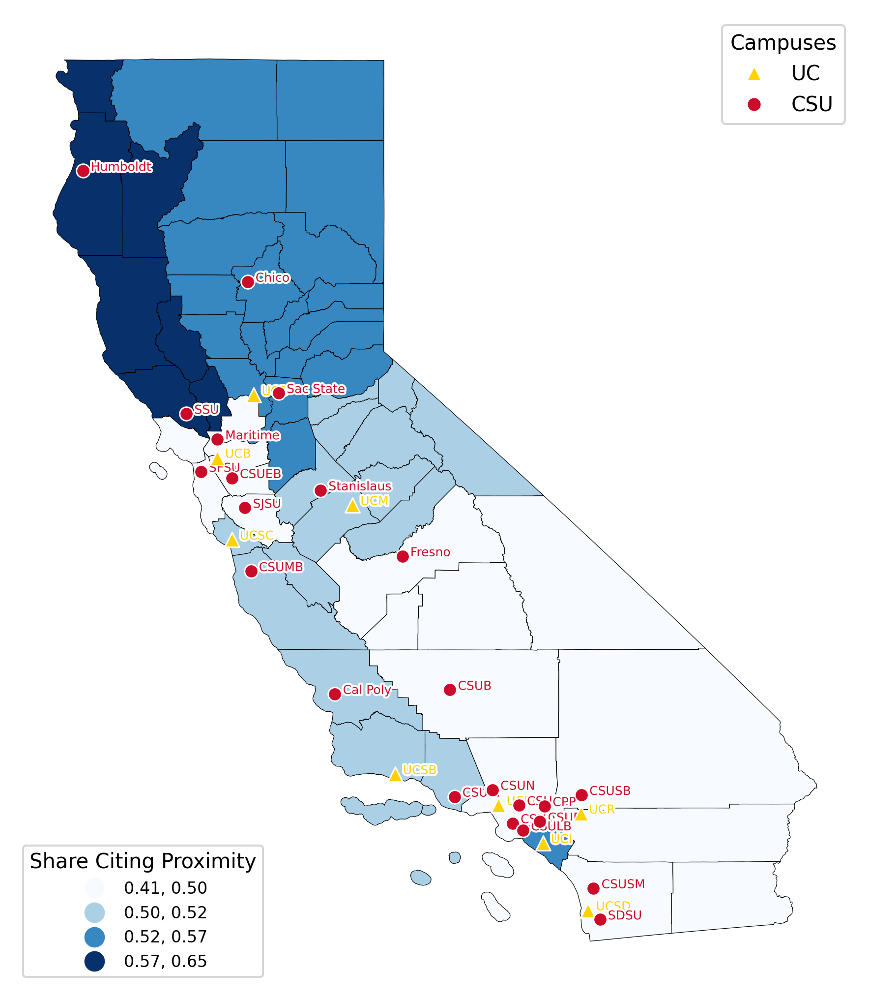 Campuses
UC
CSU
Humboldt
Chico
Sac State
SSU
Maritime
UCB
SFSU
CSUEB
Stanislaus
UCM
SJSU
UCSC
Fresno
CSUMB
CSUB
Cal Poly
UCSB
CSUN
CSUSB
CPP
UCR
CSULB
UCI
CSUSM
UCSD
SDSU
Share Citing Proximity
0.41, 0.50
0.50, 0.52
0.52, 0.57
0.57, 0.65